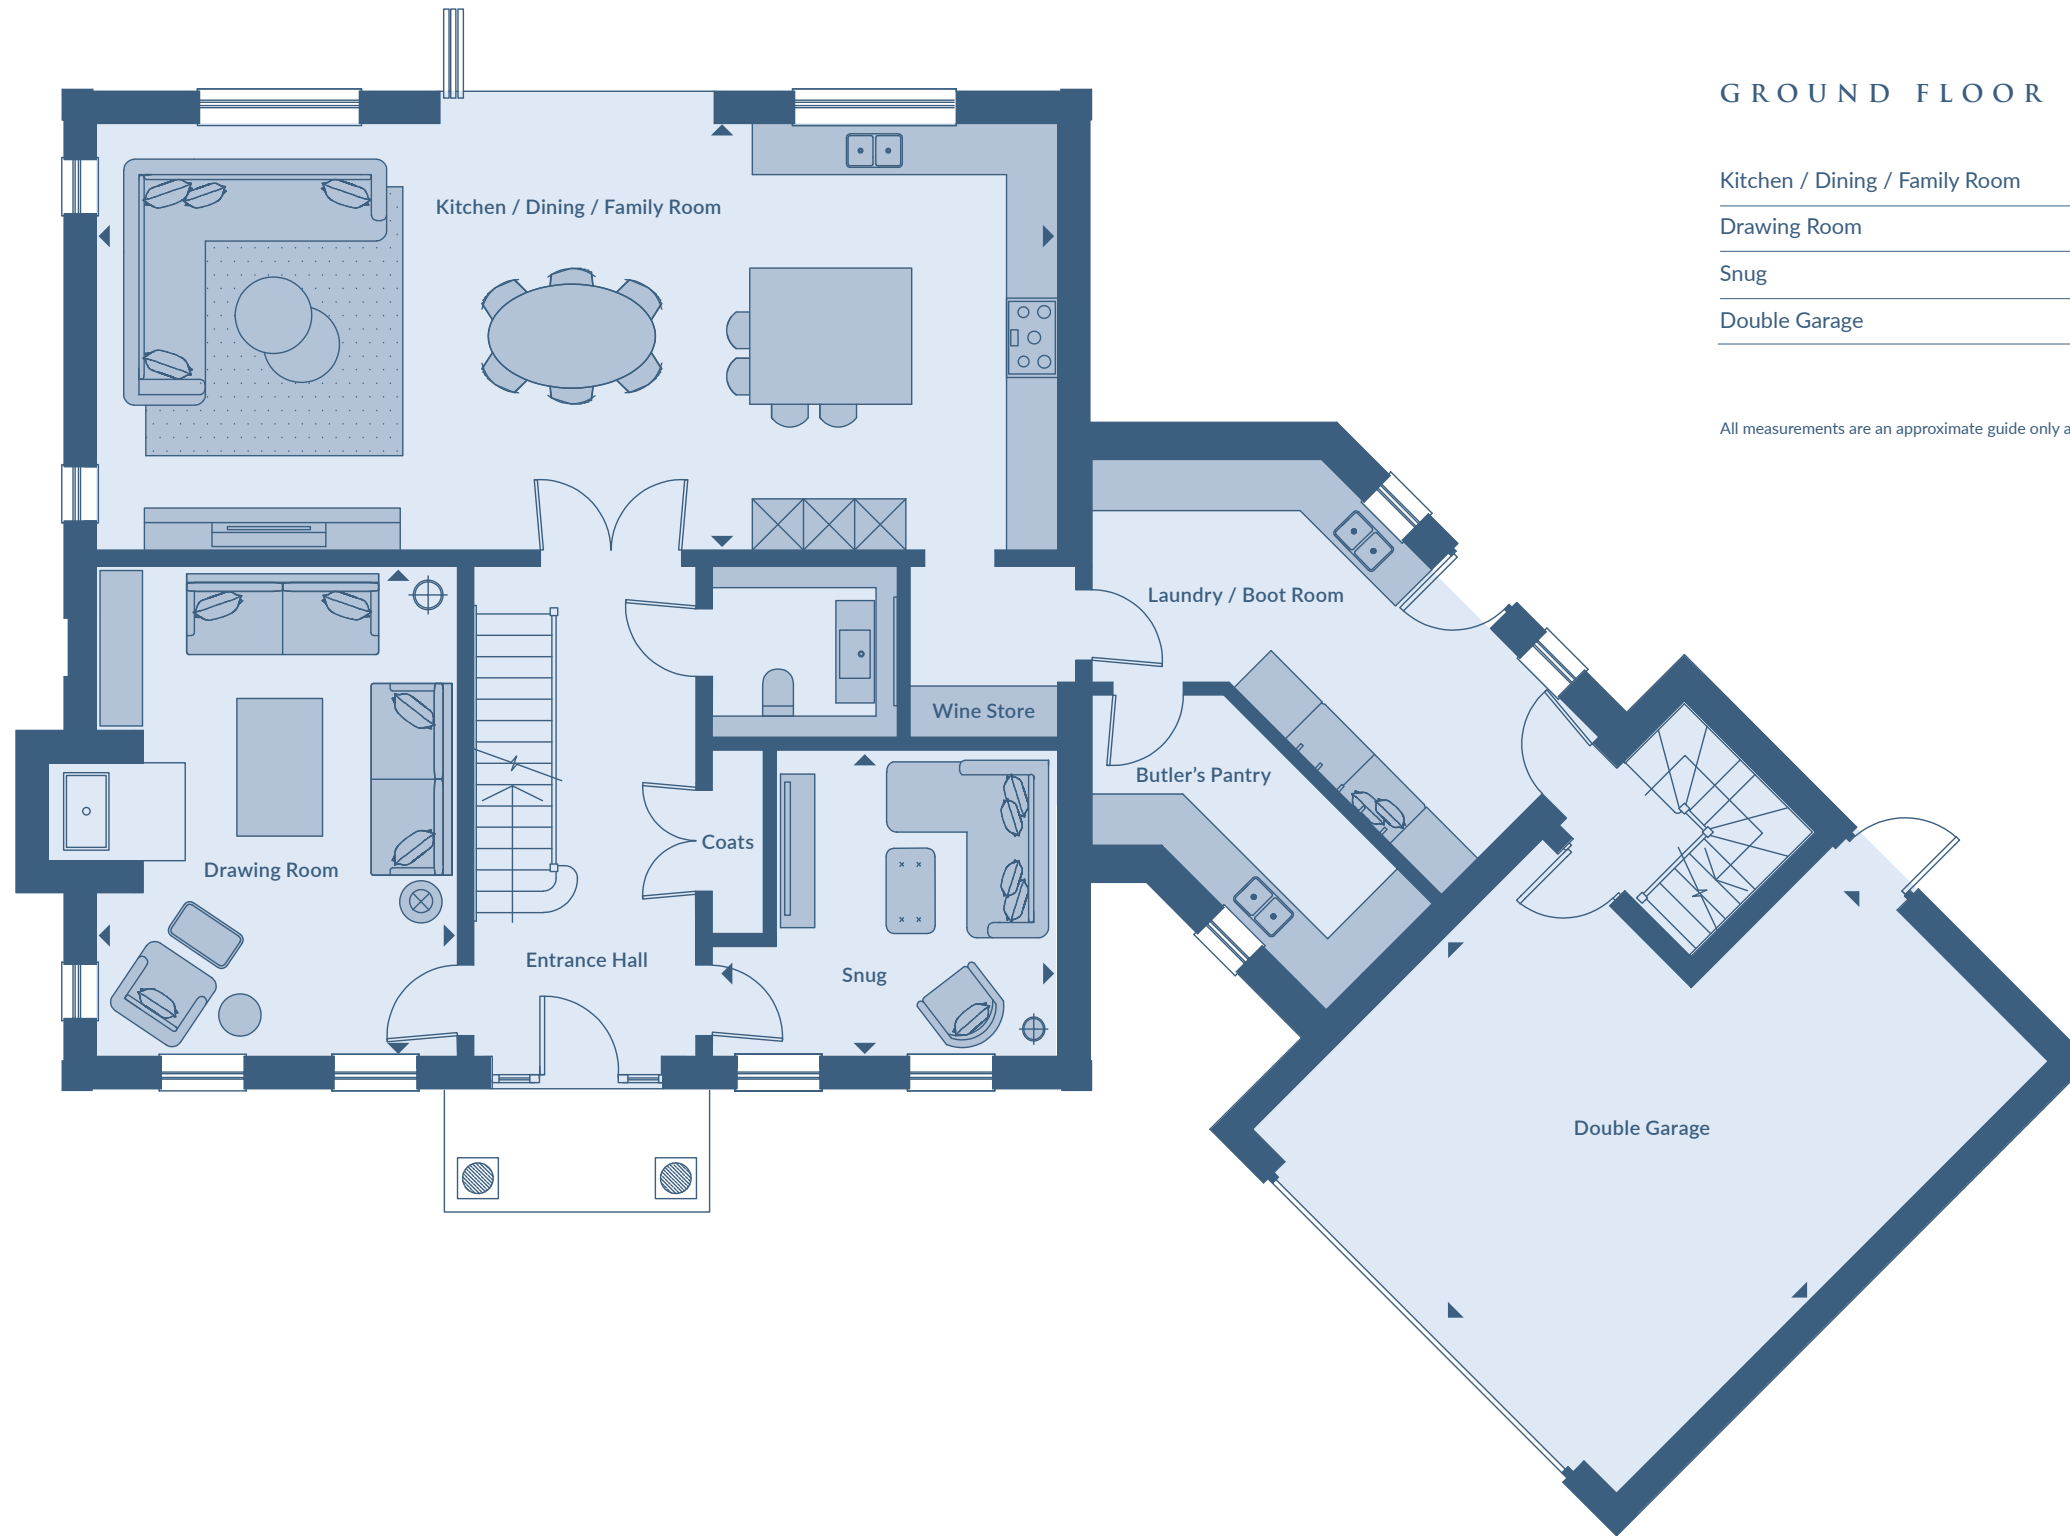 GROUND FLOOR
Kitchen / Dining / Family Room
Drawing Room
Snug
Double Garage
All measurements are an approximate guide only a
Kitchen / Dining / Family Room
Laundry / Boot Room
Wine Store
Butler’s Pantry
Coats
Drawing Room
Entrance Hall
Snug
Double Garage